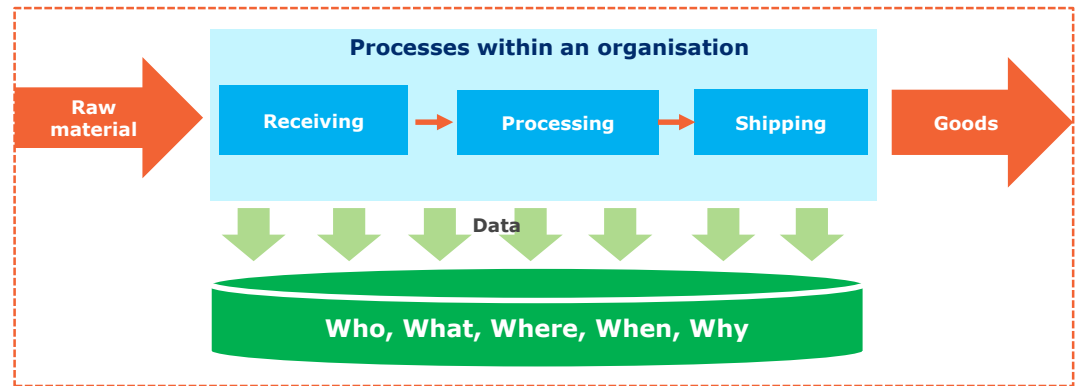 Processes within an organisation
Raw
material
Receiving
Processing
Shipping
Goods
Data
Who, What, Where, When, Why